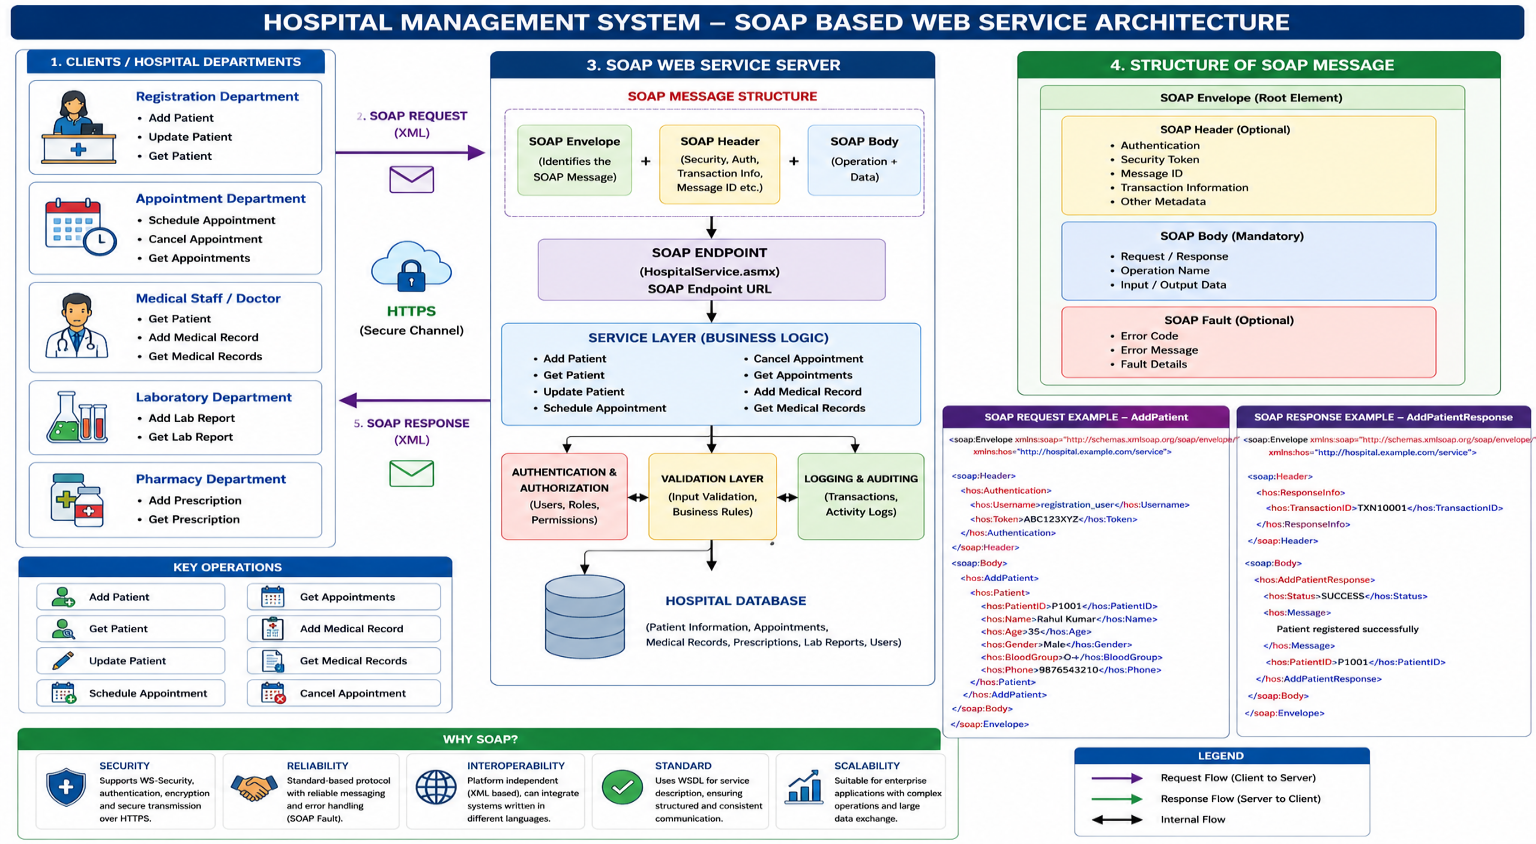 HOSPITAL MANAGEMENT SYSTEM – SOAP BASED WEB SERVICE ARCHITECTURE
1. CLIENTS / HOSPITAL DEPARTMENTS
Registration Department
• Add Patient
• Update Patient
• Get Patient
Appointment Department
• Schedule Appointment
• Cancel Appointment
• Get Appointments
Medical Staff / Doctor
• Get Patient
• Add Medical Record
• Get Medical Records
Laboratory Department
• Add Lab Report
• Get Lab Report
Pharmacy Department
• Add Prescription
• Get Prescription
2. SOAP REQUEST
(XML)
HTTPS
(Secure Channel)
5. SOAP RESPONSE
(XML)
3. SOAP WEB SERVICE SERVER
SOAP MESSAGE STRUCTURE
SOAP Envelope
(Identifies the
SOAP Message)
+
SOAP Header
(Security, Auth,
Transaction Info,
Message ID etc.)
+
SOAP Body
(Operation +
Data)
SOAP ENDPOINT
(HospitalService.asmx)
SOAP Endpoint URL
SERVICE LAYER (BUSINESS LOGIC)
• Add Patient
• Get Patient
• Update Patient
• Schedule Appointment
• Cancel Appointment
• Get Appointments
• Add Medical Record
• Get Medical Records
AUTHENTICATION &
AUTHORIZATION
(Users, Roles,
Permissions)
VALIDATION LAYER
(Input Validation,
Business Rules)
LOGGING & AUDITING
(Transactions,
Activity Logs)
HOSPITAL DATABASE
(Patient Information, Appointments,
Medical Records, Prescriptions, Lab Reports, Users)
4. STRUCTURE OF SOAP MESSAGE
SOAP Envelope (Root Element)
SOAP Header (Optional)
• Authentication
• Security Token
• Message ID
• Transaction Information
• Other Metadata
SOAP Body (Mandatory)
• Request / Response
• Operation Name
• Input / Output Data
SOAP Fault (Optional)
• Error Code
• Error Message
• Fault Details
SOAP REQUEST EXAMPLE – AddPatient
<soap:Envelope xmlns:soap="http://schemas.xmlsoap.org/soap/envelope/"
xmlns:hos="http://hospital.example.com/service">
<soap:Header>
<hos:Authentication>
<hos:Username>registration_user</hos:Username>
<hos:Token>ABC123XYZ</hos:Token>
</hos:Authentication>
</soap:Header>
<soap:Body>
<hos:AddPatient>
<hos:Patient>
<hos:PatientID>P1001</hos:PatientID>
<hos:Name>Rahul Kumar</hos:Name>
<hos:Age>35</hos:Age>
<hos:Gender>Male</hos:Gender>
<hos:BloodGroup>O+/hos:BloodGroup>
<hos:Phone>9876543210</hos:Phone>
</hos:Patient>
</hos:AddPatient>
</soap:Body>
</soap:Envelope>
SOAP RESPONSE EXAMPLE – AddPatientResponse
<soap:Envelope xmlns:soap="http://schemas.xmlsoap.org/soap/envelope/"
xmlns:hos="http://hospital.example.com/service">
<soap:Header>
<hos:ResponseInfo>
<hos:TransactionID>TXN10001</hos:TransactionID>
</hos:ResponseInfo>
</soap:Header>
<soap:Body>
<hos:AddPatientResponse>
<hos:Status>SUCCESS</hos:Status>
<hos:Message>
Patient registered successfully
</hos:Message>
<hos:PatientID>P1001</hos:PatientID>
</hos:AddPatientResponse>
</soap:Body>
</soap:Envelope>
KEY OPERATIONS
Add Patient
Get Appointments
Get Patient
Add Medical Record
Update Patient
Get Medical Records
Schedule Appointment
Cancel Appointment
WHY SOAP?
SECURITY
Supports WS-Security,
authentication, encryption
and secure transmission
over HTTPS.
RELIABILITY
Standard-based protocol
with reliable messaging
and error handling
(SOAP Fault).
INTEROPERABILITY
Platform independent
(XML based), can integrate
systems written in
different languages.
STANDARD
Uses WSDL for service
description, ensuring
structured and consistent
communication.
SCALABILITY
Suitable for enterprise
applications with complex
operations and large
data exchange.
LEGEND
Request Flow (Client to Server)
Response Flow (Server to Client)
Internal Flow